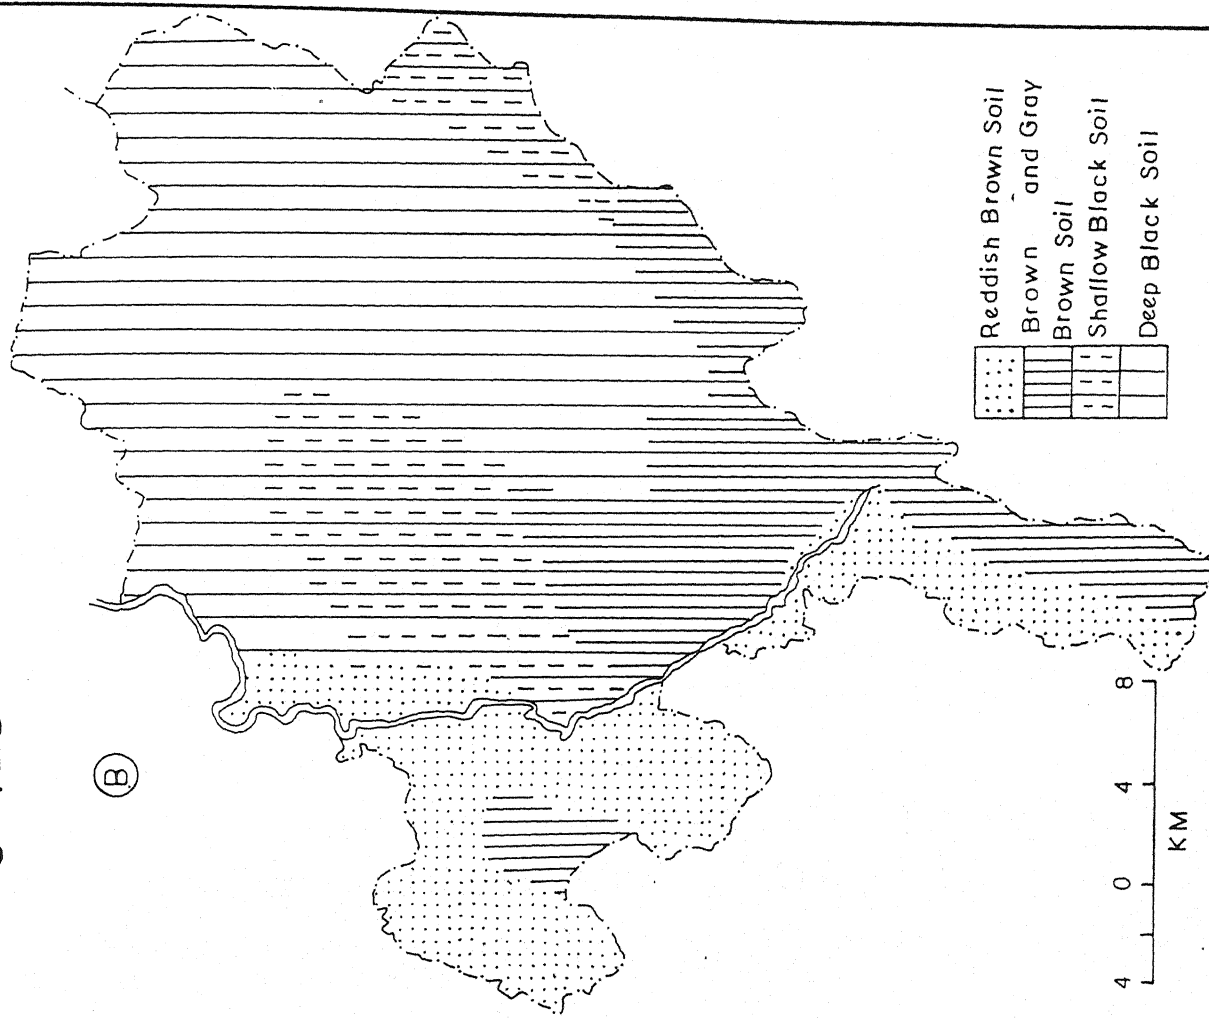 B
Reddish Brown Soil
Brown and Gray
Brown Soil
Shallow Black Soil
Deep Black Soil
4 0 4 8
KM